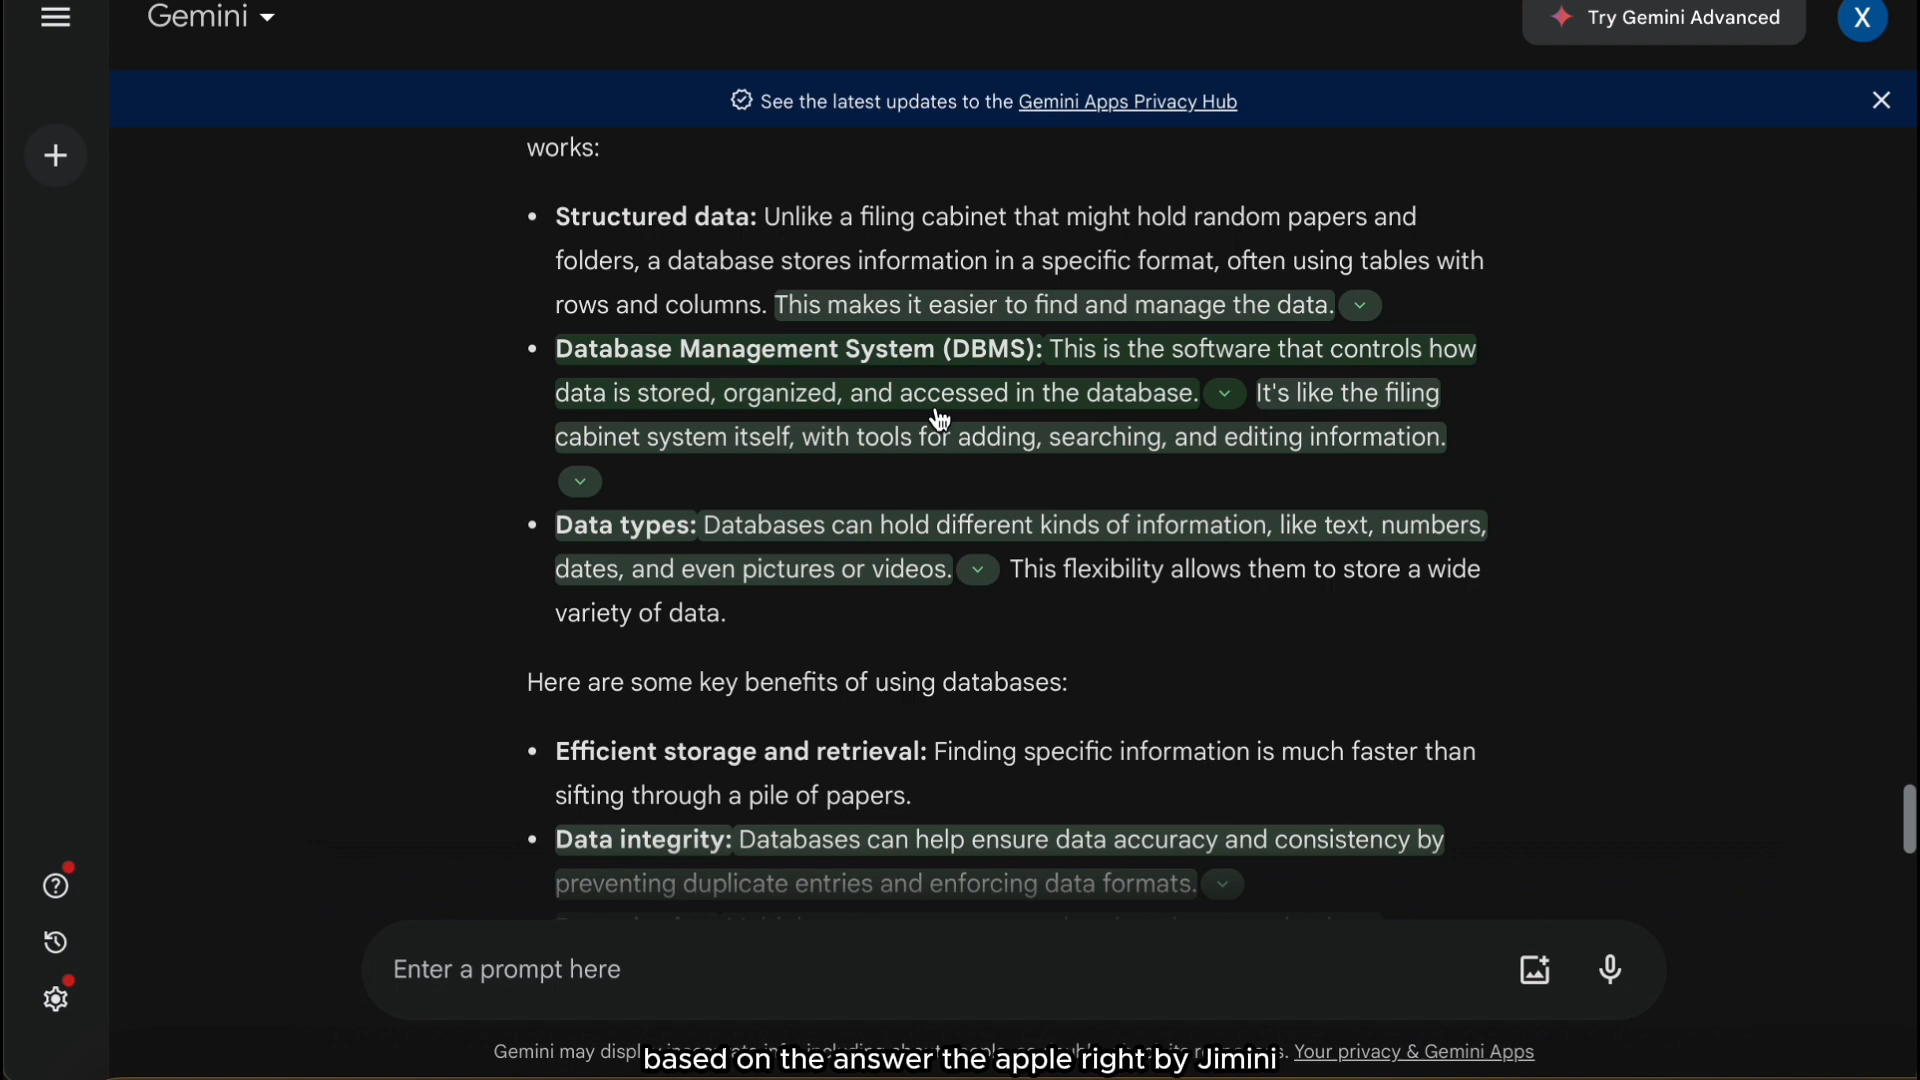 Gemini
Try Gemini Advanced
X
See the latest updates to the Gemini Apps Privacy Hub
works:
• Structured data: Unlike a filing cabinet that might hold random papers and
folders, a database stores information in a specific format, often using tables with
rows and columns. This makes it easier to find and manage the data.
• Database Management System (DBMS): This is the software that controls how
data is stored, organized, and accessed in the database. It's like the filing
cabinet system itself, with tools for adding, searching, and editing information.
• Data types: Databases can hold different kinds of information, like text, numbers,
dates, and even pictures or videos. This flexibility allows them to store a wide
variety of data.
Here are some key benefits of using databases:
• Efficient storage and retrieval: Finding specific information is much faster than
sifting through a pile of papers.
• Data integrity: Databases can help ensure data accuracy and consistency by
preventing duplicate entries and enforcing data formats.
Enter a prompt here
Gemini may Your privacy & Gemini Apps
based on the answer the apple right by Jimini